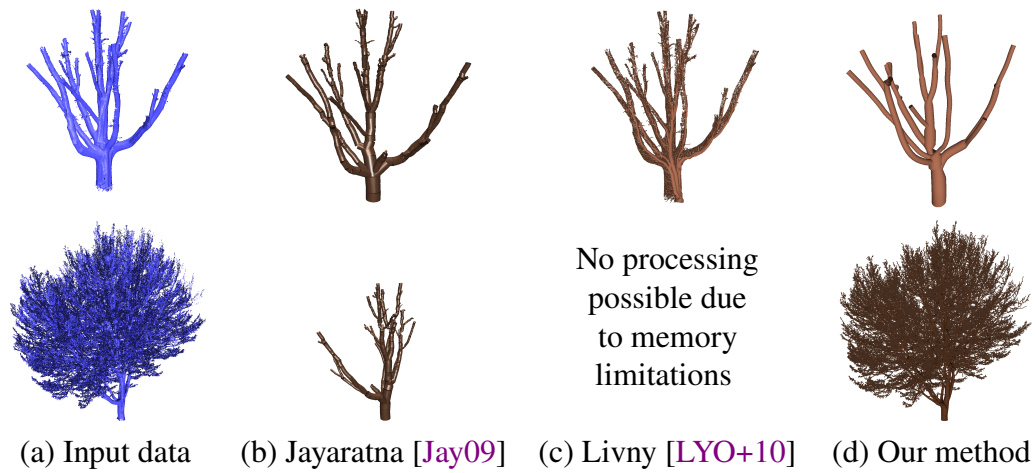 No processing
possible due
to memory
limitations
(a) Input data
(b) Jayaratna [Jay09]
(c) Livny [LYO+10]
(d) Our method